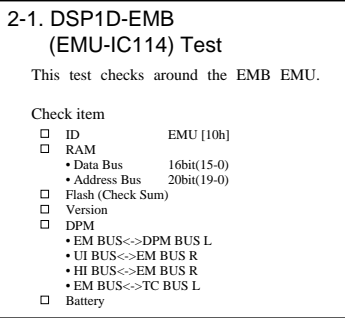 2-1. DSP1D-EMB
(EMU-IC114) Test
This test checks around the EMB EMU.
Check item
□ ID EMU [10h]
□ RAM
• Data Bus 16bit(15-0)
• Address Bus 20bit(19-0)
□ Flash (Check Sum)
□ Version
□ DPM
• EM BUS<->DPM BUS L
• UI BUS<->EM BUS R
• HI BUS<->EM BUS R
• EM BUS<->TC BUS L
□ Battery